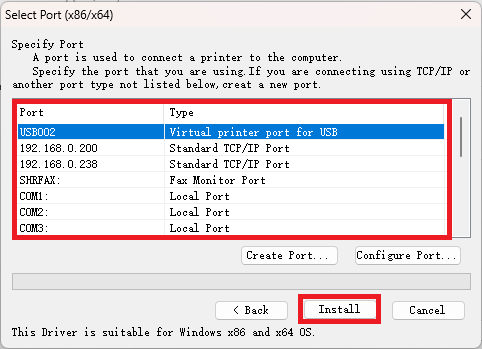 Select Port (x86/x64)
Specify Port
A port is used to connect a printer to the computer.
Specify the port that you are using.If you are connecting using TCP/IP or
another port type not listed below,creat a new port.
Port Type
USB002 Virtual printer port for USB
192.168.0.200 Standard TCP/IP Port
192.168.0.238 Standard TCP/IP Port
SHRFAX: Fax Monitor Port
COM1: Local Port
COM2: Local Port
COM3: Local Port
Create Port... Configure Port...
< Back Install Cancel
This Driver is suitable for Windows x86 and x64 OS.